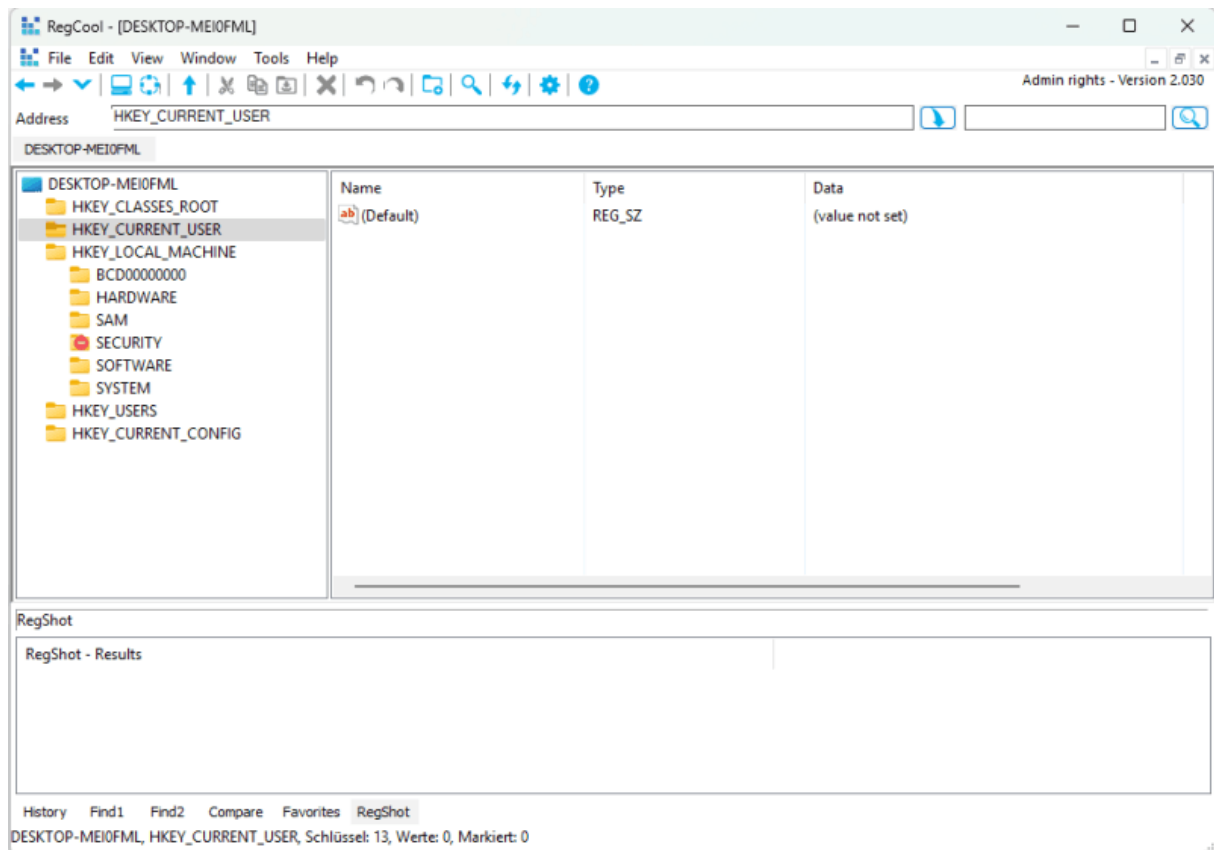 RegCool - [DESKTOP-MEI0FML]
File Edit View Window Tools Help
Admin rights - Version 2.030
Address HKEY_CURRENT_USER
DESKTOP-MEI0FML
DESKTOP-MEI0FML
HKEY_CLASSES_ROOT
HKEY_CURRENT_USER
HKEY_LOCAL_MACHINE
BCD00000000
HARDWARE
SAM
SECURITY
SOFTWARE
SYSTEM
HKEY_USERS
HKEY_CURRENT_CONFIG
Name Type Data
ab (Default) REG_SZ (value not set)
RegShot
RegShot - Results
History Find1 Find2 Compare Favorites RegShot
DESKTOP-MEI0FML, HKEY_CURRENT_USER, Schlüssel: 13, Werte: 0, Markiert: 0